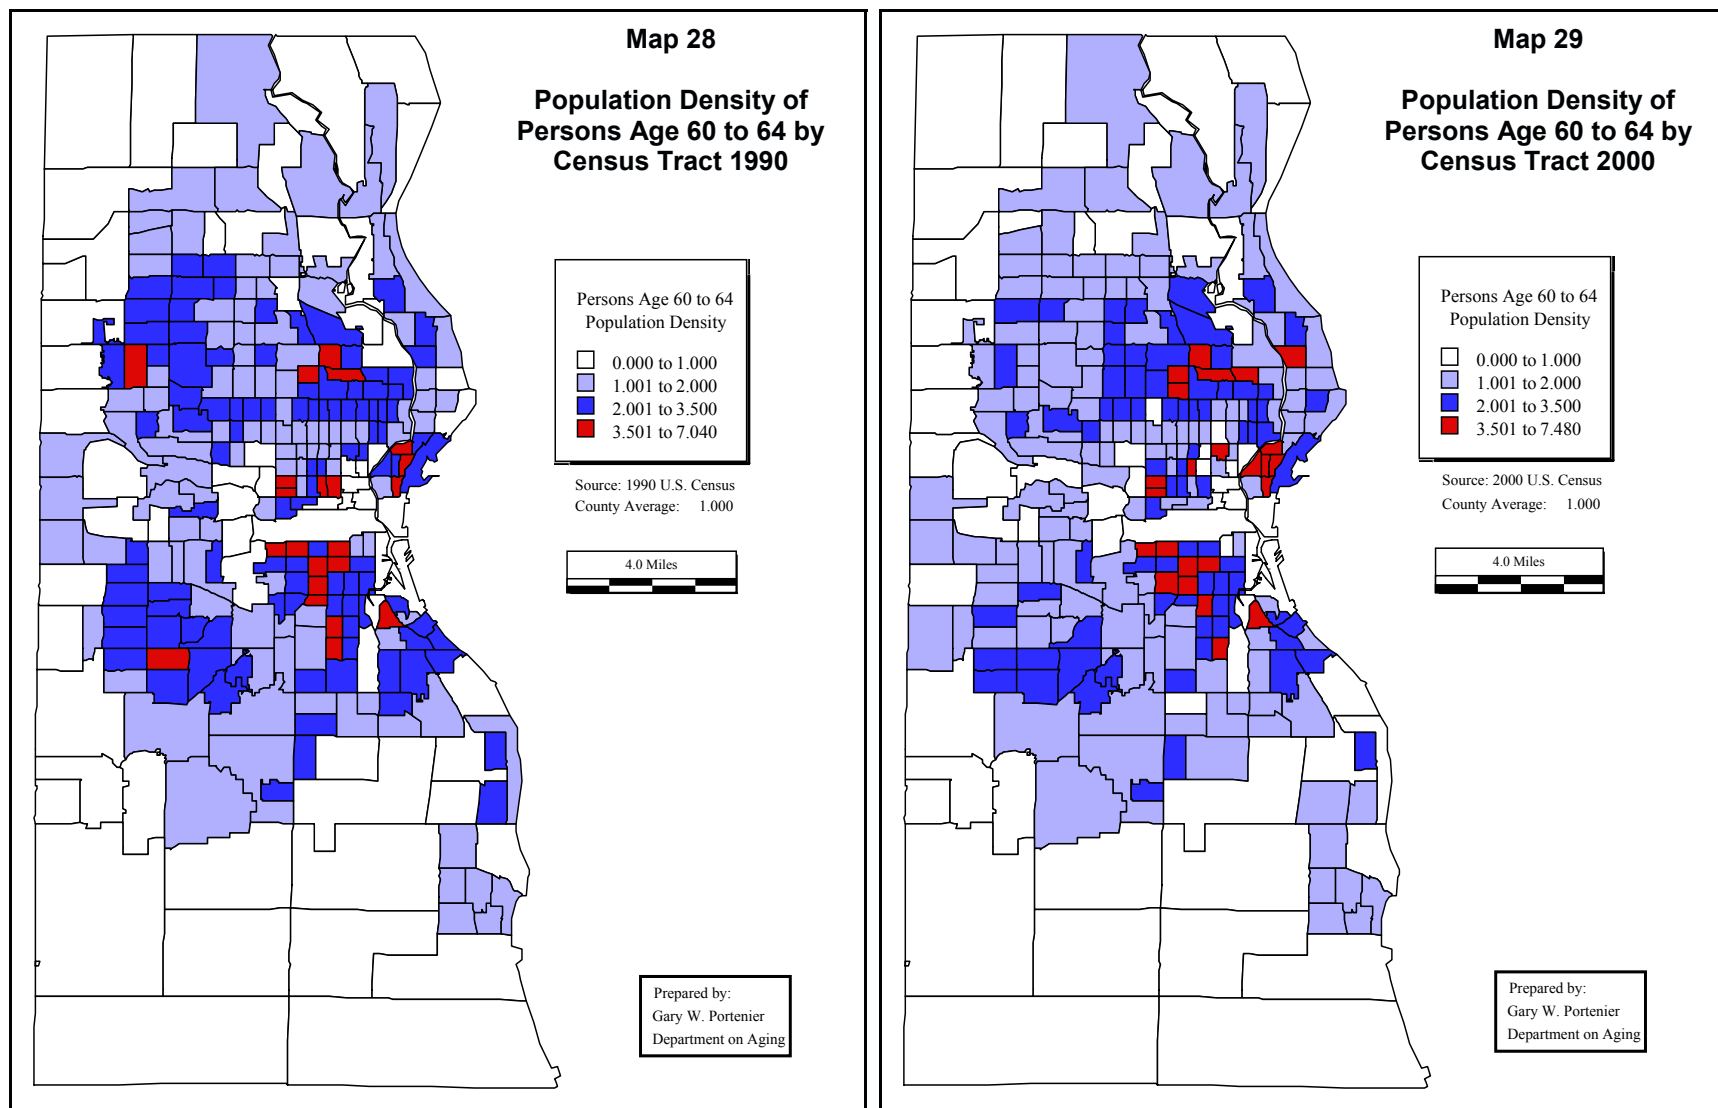 Map 28
Population Density of
Persons Age 60 to 64 by
Census Tract 1990
Persons Age 60 to 64
Population Density
0.000 to 1.000
1.001 to 2.000
2.001 to 3.500
3.501 to 7.040
Source: 1990 U.S. Census
County Average: 1.000
4.0 Miles
Prepared by:
Gary W. Portenier
Department on Aging
Map 29
Population Density of
Persons Age 60 to 64 by
Census Tract 2000
Persons Age 60 to 64
Population Density
0.000 to 1.000
1.001 to 2.000
2.001 to 3.500
3.501 to 7.480
Source: 2000 U.S. Census
County Average: 1.000
4.0 Miles
Prepared by:
Gary W. Portenier
Department on Aging